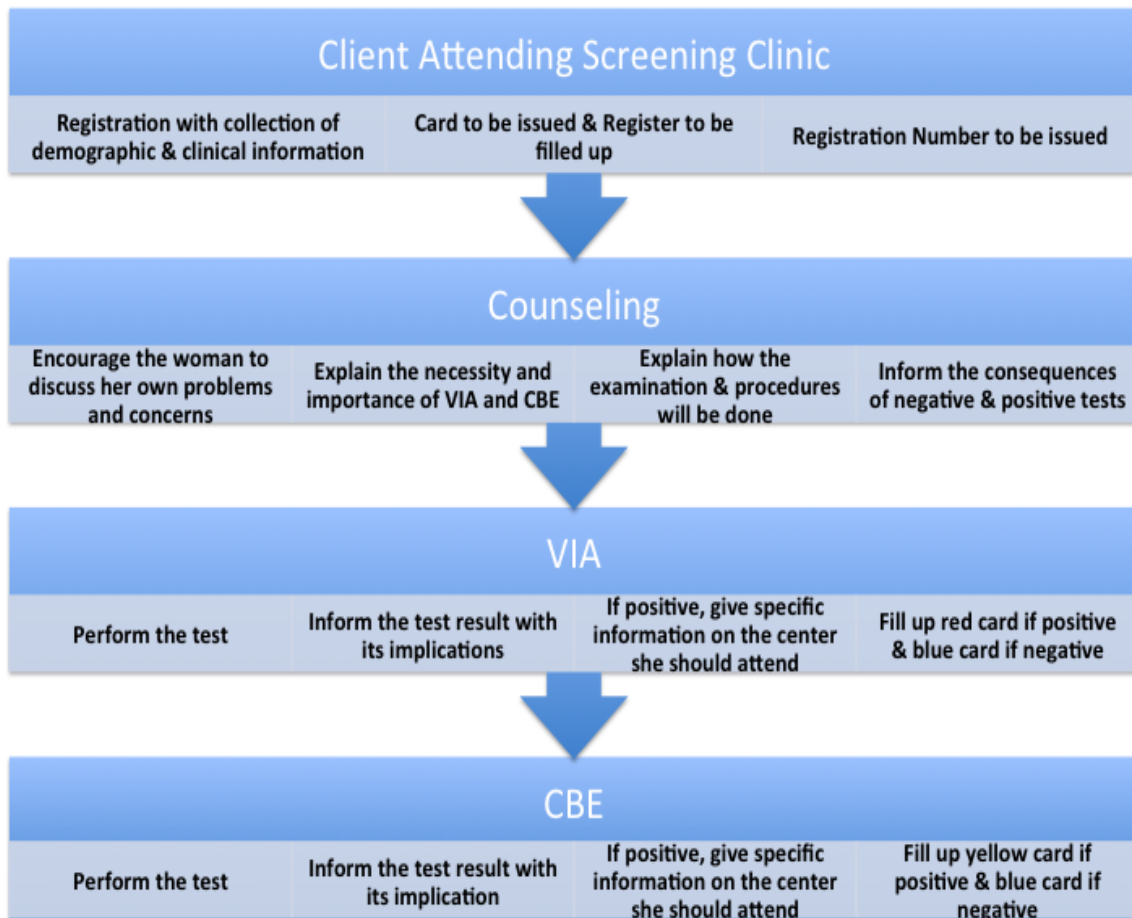 Client Attending Screening Clinic
Registration with collection of
demographic & clinical information
Card to be issued & Register to be
filled up
Registration Number to be issued
Counseling
Encourage the woman to
discuss her own problems
and concerns
Explain the necessity and
importance of VIA and CBE
Explain how the
examination & procedures
will be done
Inform the consequences
of negative & positive tests
VIA
Perform the test
Inform the test result with
its implications
If positive, give specific
information on the center
she should attend
Fill up red card if positive
& blue card if negative
CBE
Perform the test
Inform the test result with
its implication
If positive, give specific
information on the center
she should attend
Fill up yellow card if
positive & blue card if
negative